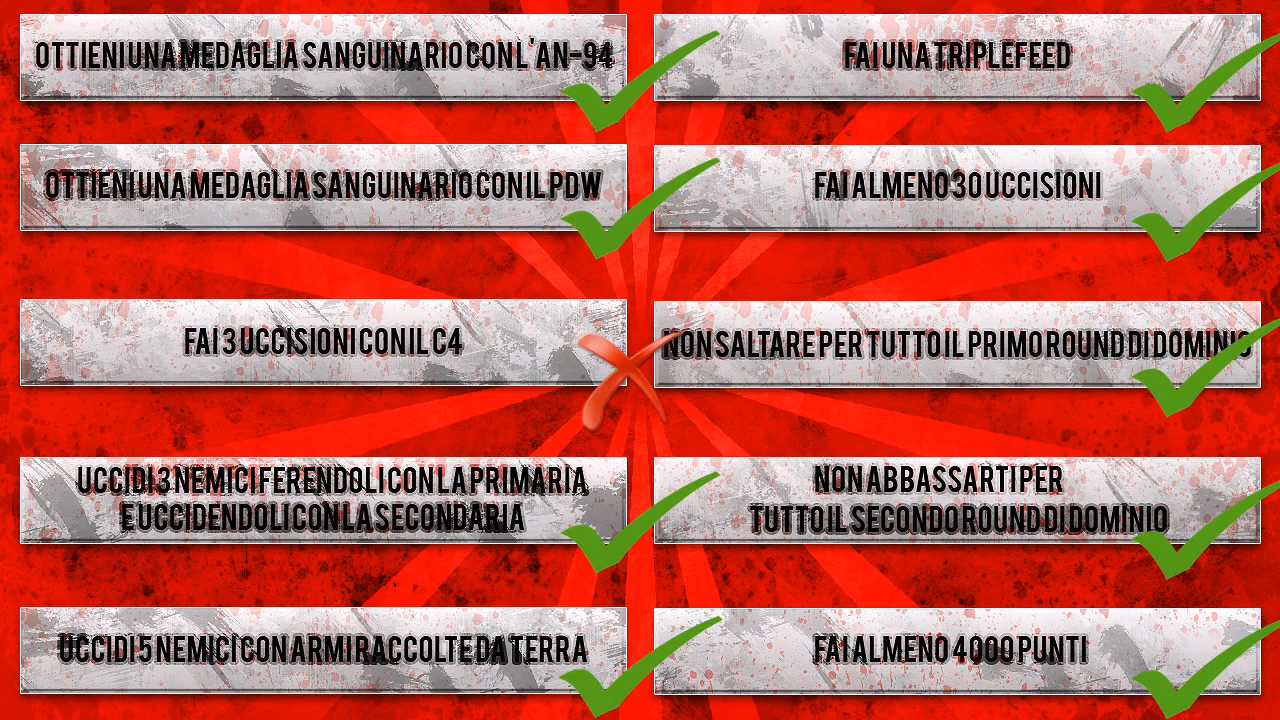 OTTIENI UNA MEDAGLIA SANGUINARIO CON L'AN-94
OTTIENI UNA MEDAGLIA SANGUINARIO CON IL PDW
FAI 3 UCCISIONI CON IL C4
UCCIDI 3 NEMICI FERENDOLI CON LA PRIMARIA,
E UCCIDENDOLI CON LA SECONDARIA
UCCIDI 5 NEMICI CON ARMI RACCOLTE DA TERRA
FAI UNA TRIPLEFEED
FAI ALMENO 30 UCCISIONI
NON SALTARE PER TUTTO IL PRIMO ROUND DI DOMINIO
NON ABBASSARTI PER
TUTTO IL SECONDO ROUND DI DOMINIO
FAI ALMENO 4000 PUNTI